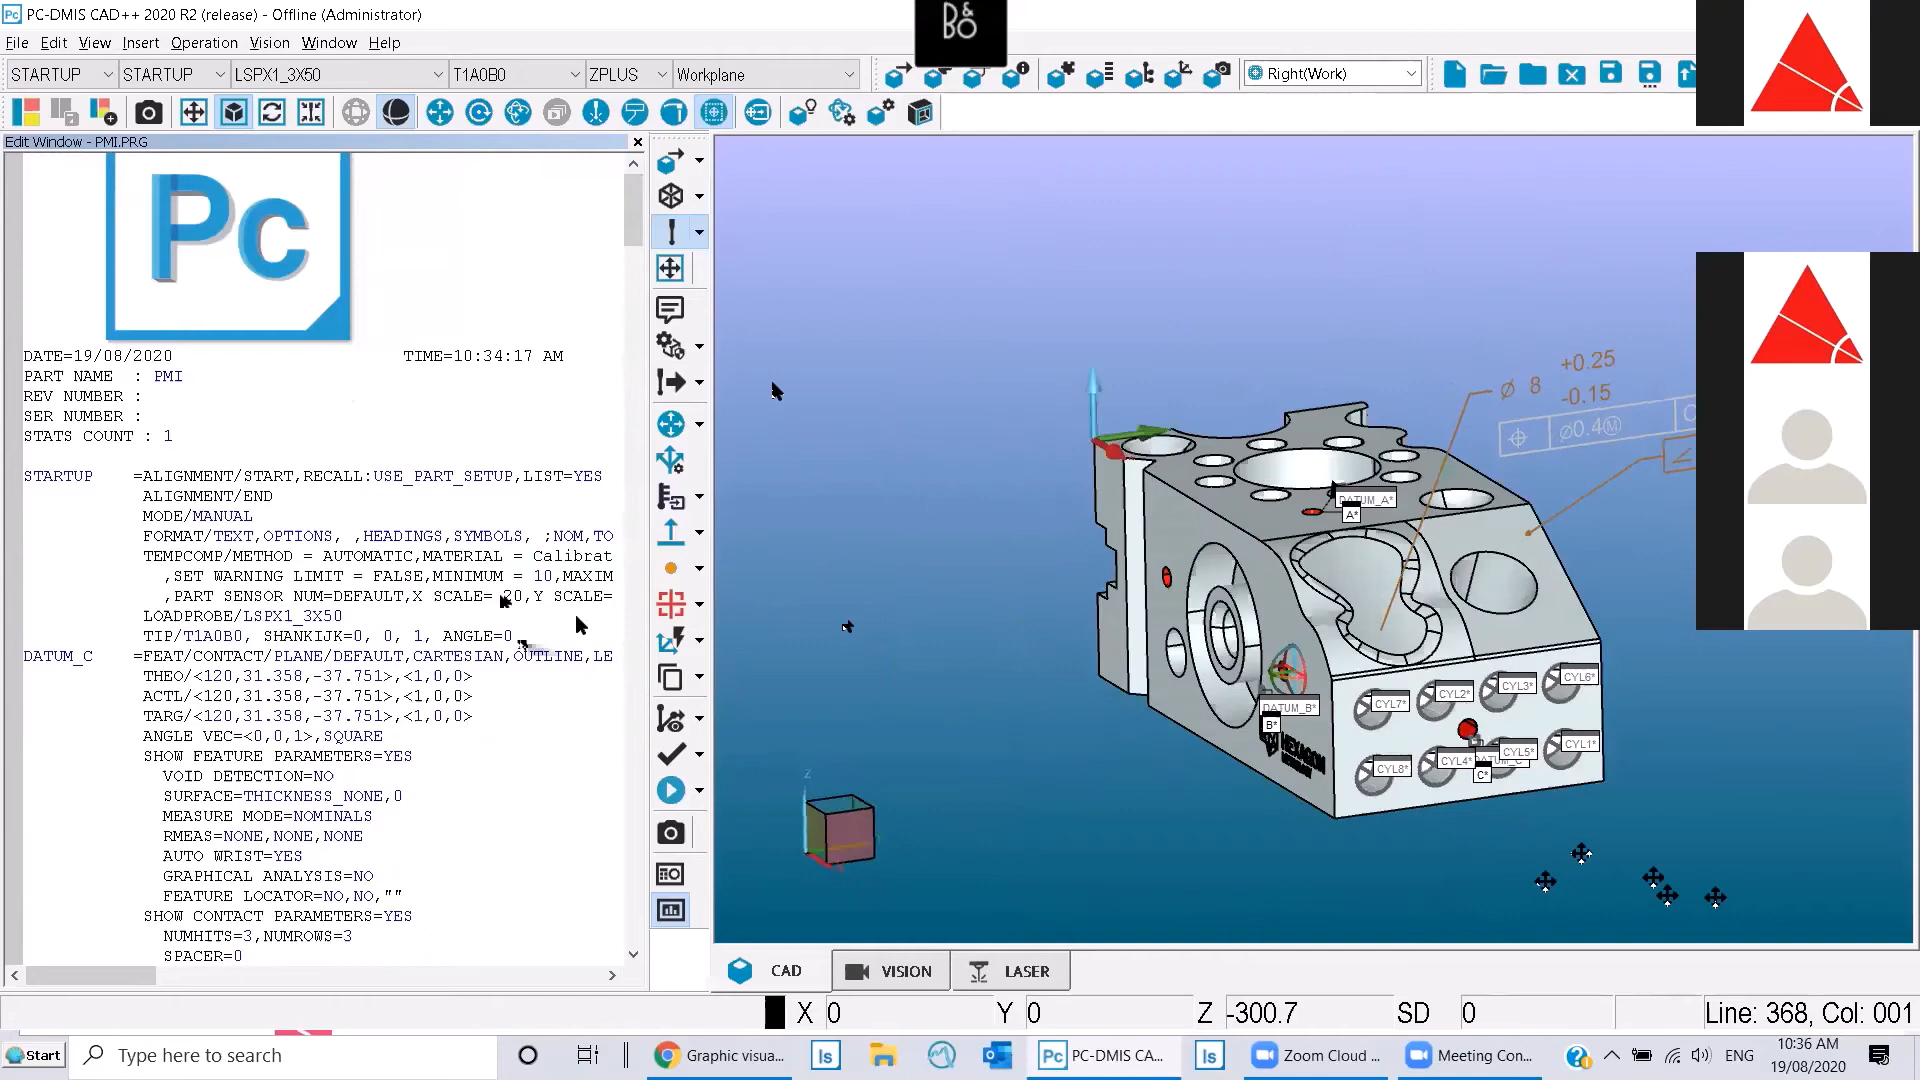 PC-DMIS CAD++ 2020 R2 (release) - Offline (Administrator)
B&O
File Edit View Insert Operation Vision Window Help
STARTUP STARTUP LSPX1_3X50 T1A0B0 ZPLUS Workplane Right(Work)
Edit Window - PMI.PRG
Pc
DATE=19/08/2020 TIME=10:34:17 AM
PART NAME : PMI
REV NUMBER :
SER NUMBER :
STATS COUNT : 1
STARTUP =ALIGNMENT/START,RECALL:USE_PART_SETUP,LIST=YES
ALIGNMENT/END
MODE/MANUAL
FORMAT/TEXT,OPTIONS, ,HEADINGS,SYMBOLS, ;NOM,TO
TEMPCOMP/METHOD = AUTOMATIC,MATERIAL = Calibrat
,SET WARNING LIMIT = FALSE,MINIMUM = 10,MAXIM
,PART SENSOR NUM=DEFAULT,X SCALE= 20,Y SCALE=
LOADPROBE/LSPX1_3X50
TIP/T1A0B0, SHANKIJK=0, 0, 1, ANGLE=0
DATUM_C =FEAT/CONTACT/PLANE/DEFAULT,CARTESIAN,OUTLINE,LE
THEO/<120,31.358,-37.751>,<1,0,0>
ACTL/<120,31.358,-37.751>,<1,0,0>
TARG/<120,31.358,-37.751>,<1,0,0>
ANGLE VEC=<0,0,1>,SQUARE
SHOW FEATURE PARAMETERS=YES
VOID DETECTION=NO
SURFACE=THICKNESS_NONE,0
MEASURE MODE=NOMINALS
RMEAS=NONE,NONE,NONE
AUTO WRIST=YES
GRAPHICAL ANALYSIS=NO
FEATURE LOCATOR=NO,NO,""
SHOW CONTACT PARAMETERS=YES
NUMHITS=3,NUMROWS=3
SPACER=0
+0.25
⌀ 8
-0.15
⌖ ⌀0.4Ⓜ
DATUM_A*
A*
DATUM_B*
B*
HEXAGON
CYL7* CYL2* CYL3* CYL6*
CYL8* CYL4* DATUM_C* CYL5* CYL1*
C*
Z
CAD VISION LASER
X 0 Y 0 Z -300.7 SD 0 Line: 368, Col: 001
Start Type here to search Graphic visua... Is Pc PC-DMIS CA... Is Zoom Cloud ... Meeting Con... ENG 10:36 AM
19/08/2020